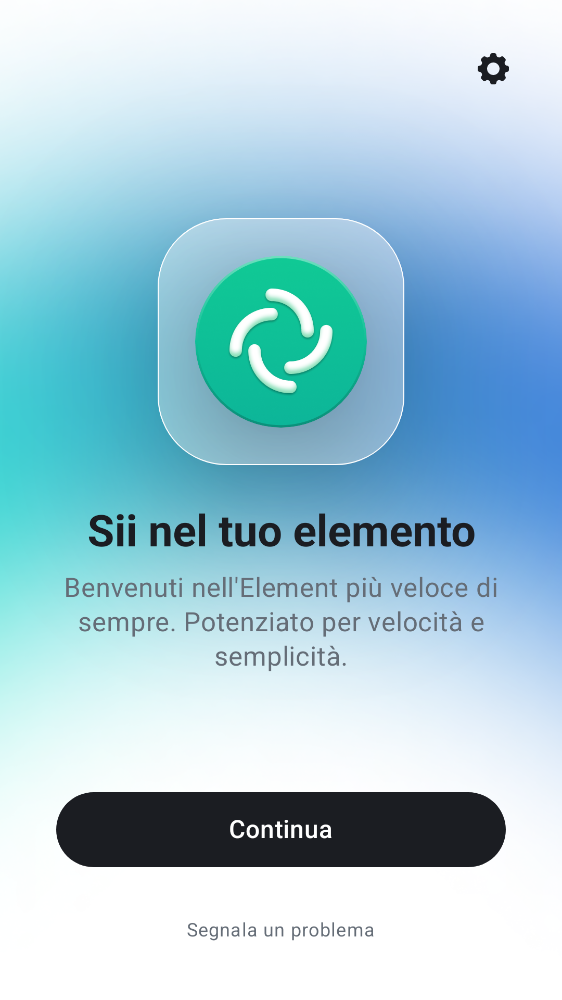 Sii nel tuo elemento
Benvenuti nell'Element più veloce di
sempre. Potenziato per velocità e
semplicità.
Continua
Segnala un problema